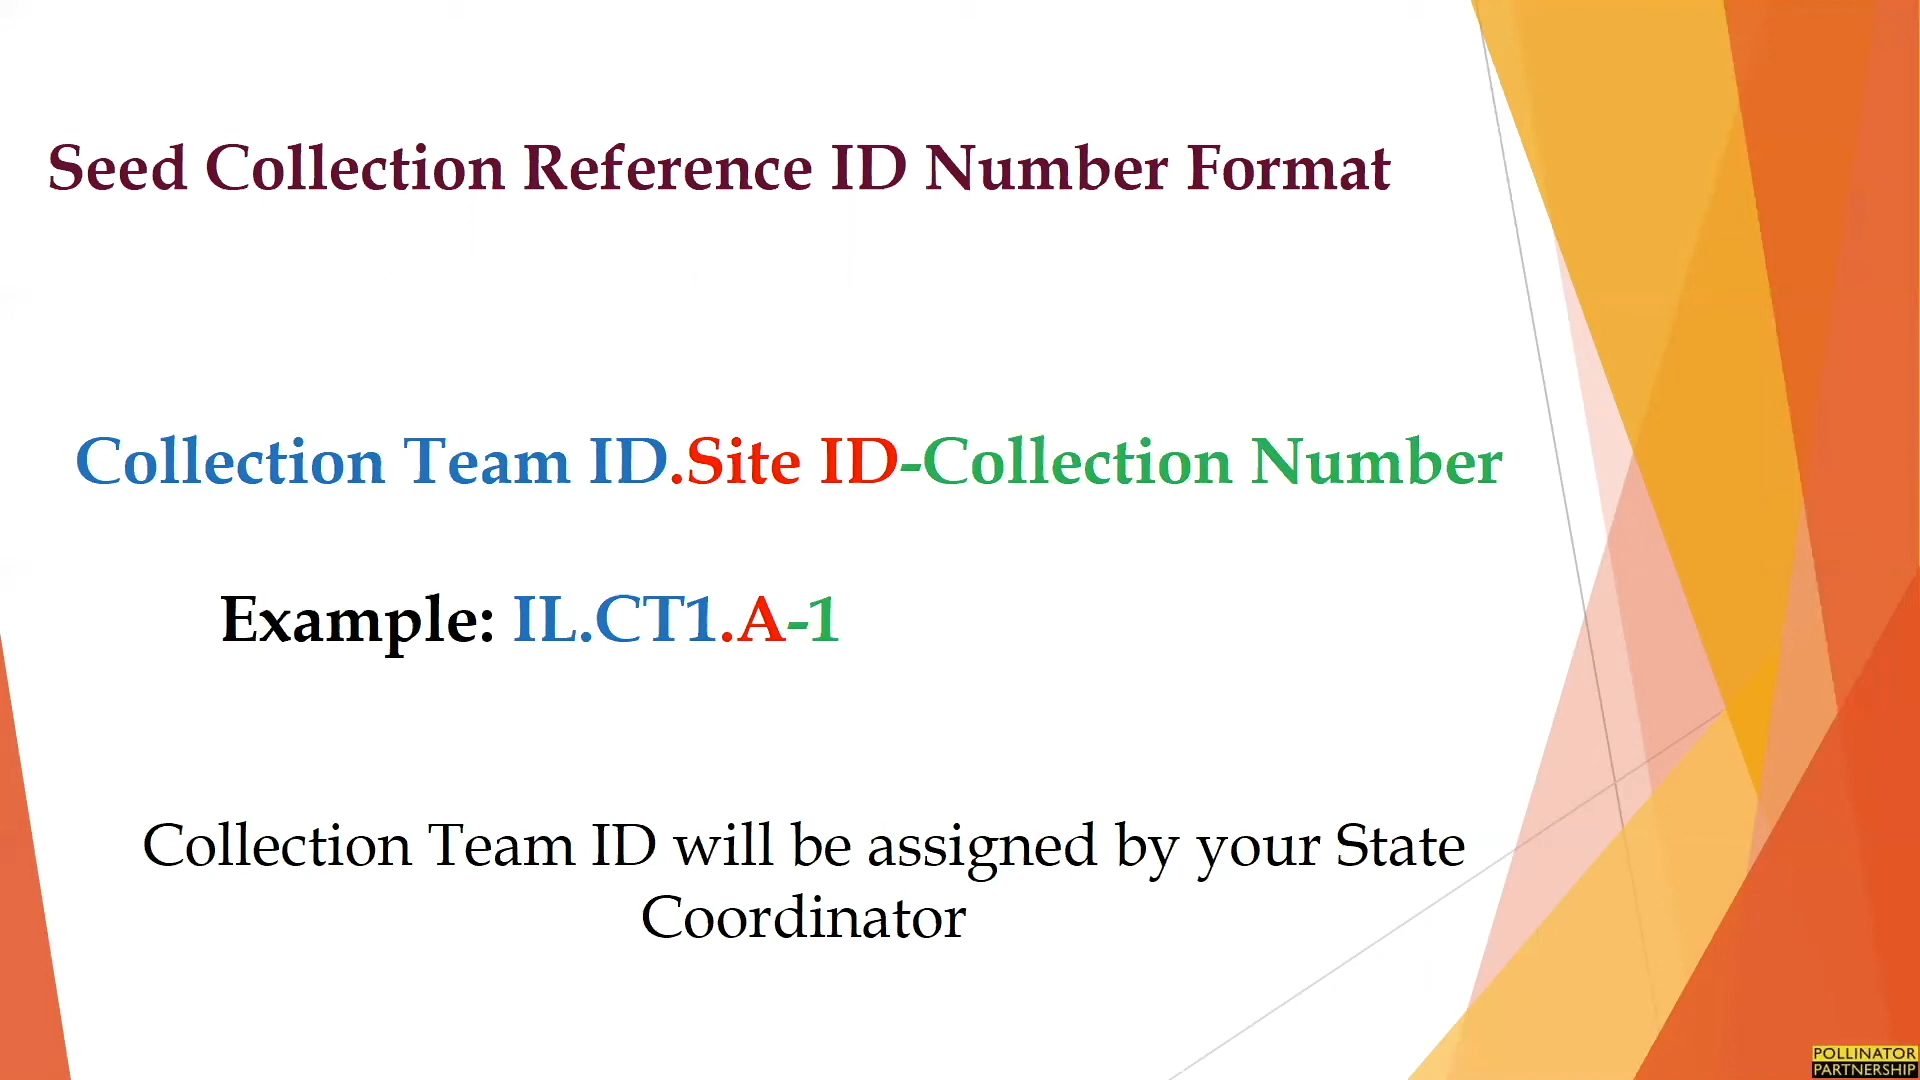 Seed Collection Reference ID Number Format
Collection Team ID.Site ID-Collection Number
Example: IL.CT1.A-1
Collection Team ID will be assigned by your State
Coordinator
POLLINATOR
PARTNERSHIP